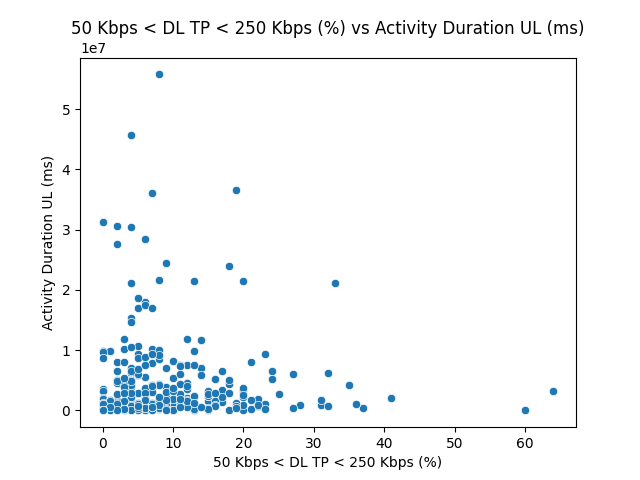 50 Kbps < DL TP < 250 Kbps (%) vs Activity Duration UL (ms)
1e7
5
4
3
2
1
0
Activity Duration UL (ms)
0 10 20 30 40 50 60
50 Kbps < DL TP < 250 Kbps (%)